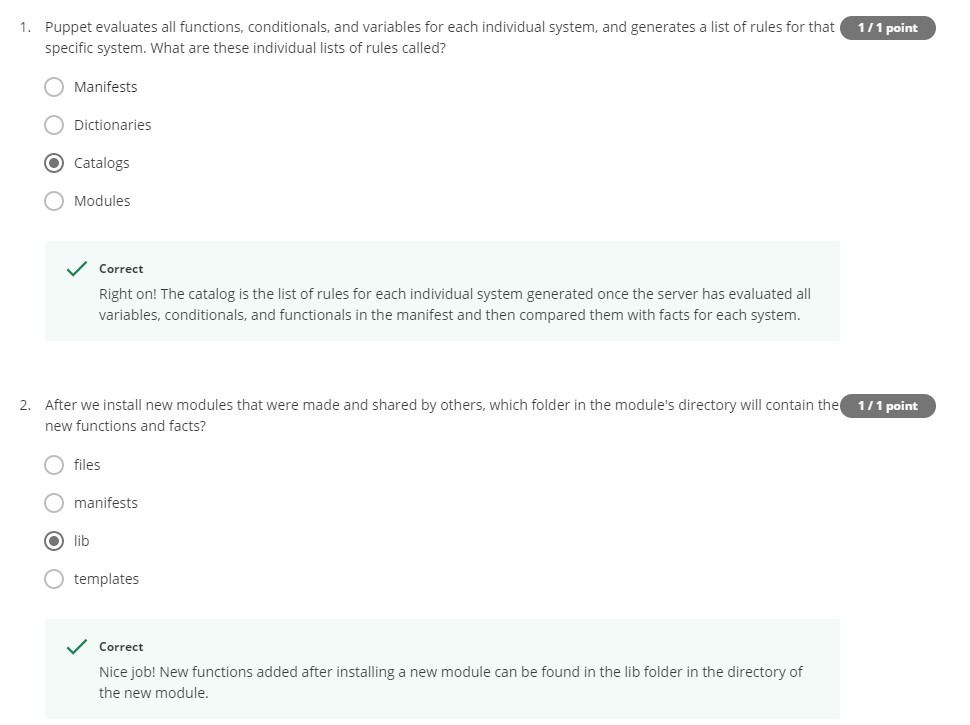 1. Puppet evaluates all functions, conditionals, and variables for each individual system, and generates a list of rules for that 1 / 1 point
specific system. What are these individual lists of rules called?
Manifests
Dictionaries
Catalogs
Modules
Correct
Right on! The catalog is the list of rules for each individual system generated once the server has evaluated all
variables, conditionals, and functionals in the manifest and then compared them with facts for each system.
2. After we install new modules that were made and shared by others, which folder in the module's directory will contain the 1 / 1 point
new functions and facts?
files
manifests
lib
templates
Correct
Nice job! New functions added after installing a new module can be found in the lib folder in the directory of
the new module.